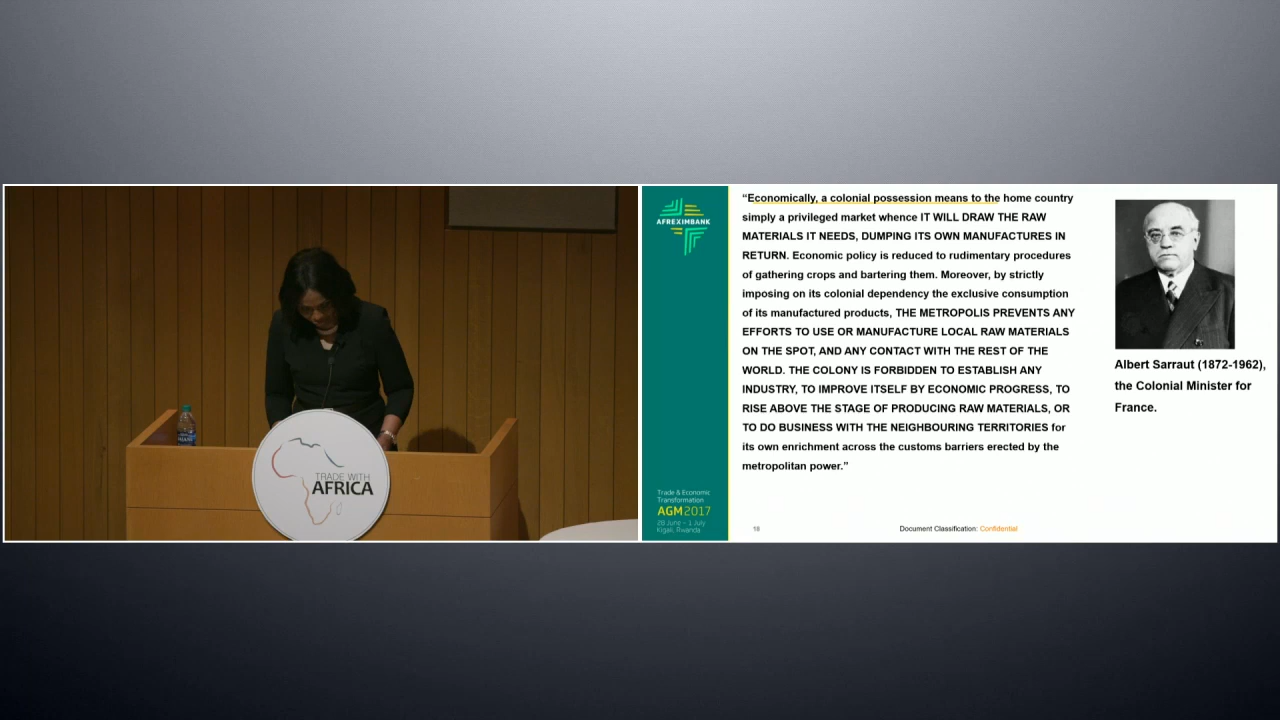 TRADE WITH
AFRICA
AFREXIMBANK
Trade & Economic
Transformation
AGM 2017
28 June - 1 July
Kigali, Rwanda
“Economically, a colonial possession means to the home country
simply a privileged market whence IT WILL DRAW THE RAW
MATERIALS IT NEEDS, DUMPING ITS OWN MANUFACTURES IN
RETURN. Economic policy is reduced to rudimentary procedures
of gathering crops and bartering them. Moreover, by strictly
imposing on its colonial dependency the exclusive consumption
of its manufactured products, THE METROPOLIS PREVENTS ANY
EFFORTS TO USE OR MANUFACTURE LOCAL RAW MATERIALS
ON THE SPOT, AND ANY CONTACT WITH THE REST OF THE
WORLD. THE COLONY IS FORBIDDEN TO ESTABLISH ANY
INDUSTRY, TO IMPROVE ITSELF BY ECONOMIC PROGRESS, TO
RISE ABOVE THE STAGE OF PRODUCING RAW MATERIALS, OR
TO DO BUSINESS WITH THE NEIGHBOURING TERRITORIES for
its own enrichment across the customs barriers erected by the
metropolitan power.”
Albert Sarraut (1872-1962),
the Colonial Minister for
France.
18
Document Classification: Confidential